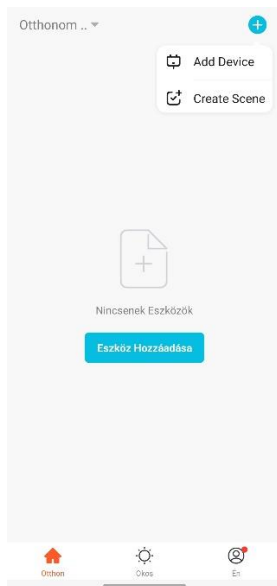 Otthonom ..
Add Device
Create Scene
Nincsenek Eszközök
Eszköz Hozzáadása
Otthon
Okos
Én